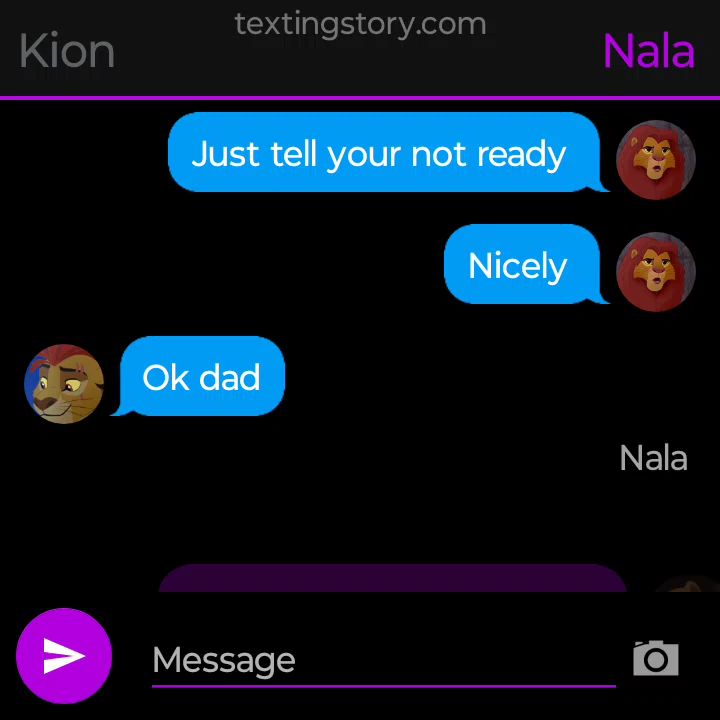 textingstory.com
Kion
Nala
Just tell your not ready
Nicely
Ok dad
Nala
Message